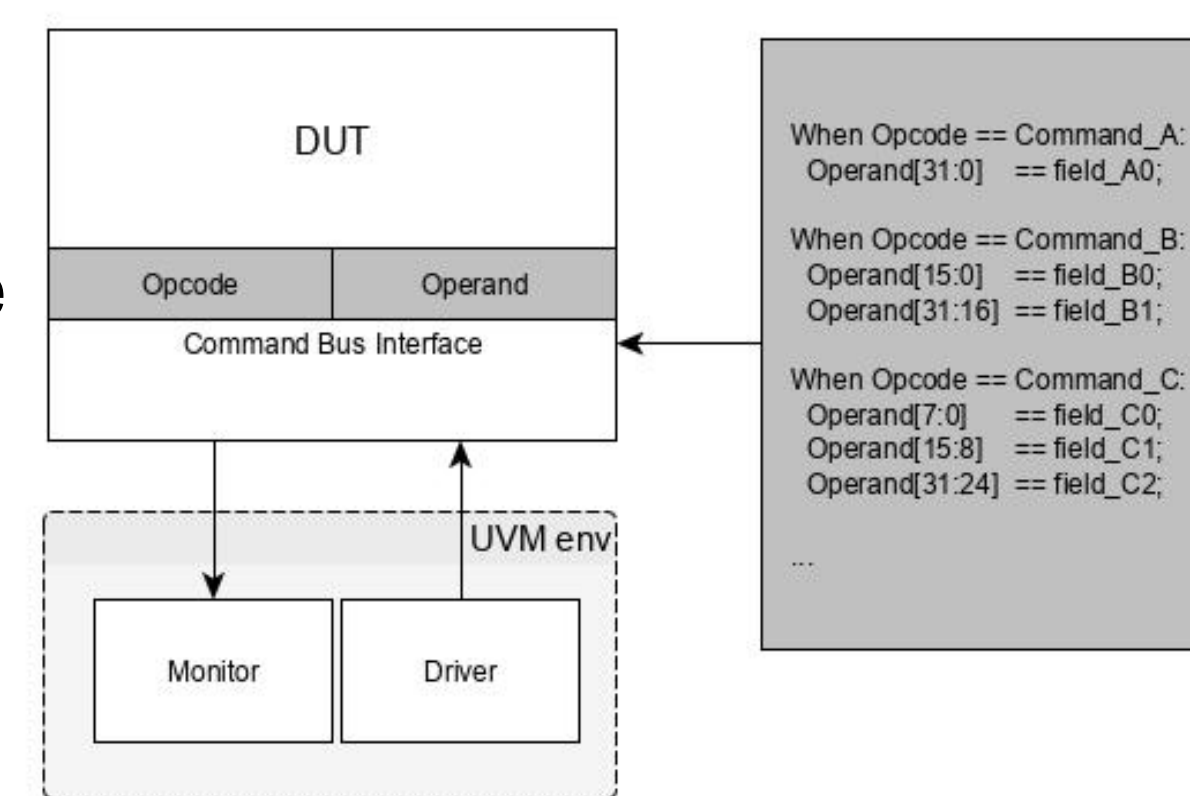 DUT
Opcode
Operand
Command Bus Interface
UVM env
Monitor
Driver
When Opcode == Command_A:
Operand[31:0] == field_A0;
When Opcode == Command_B:
Operand[15:0] == field_B0;
Operand[31:16] == field_B1;
When Opcode == Command_C:
Operand[7:0] == field_C0;
Operand[15:8] == field_C1;
Operand[31:24] == field_C2;
...